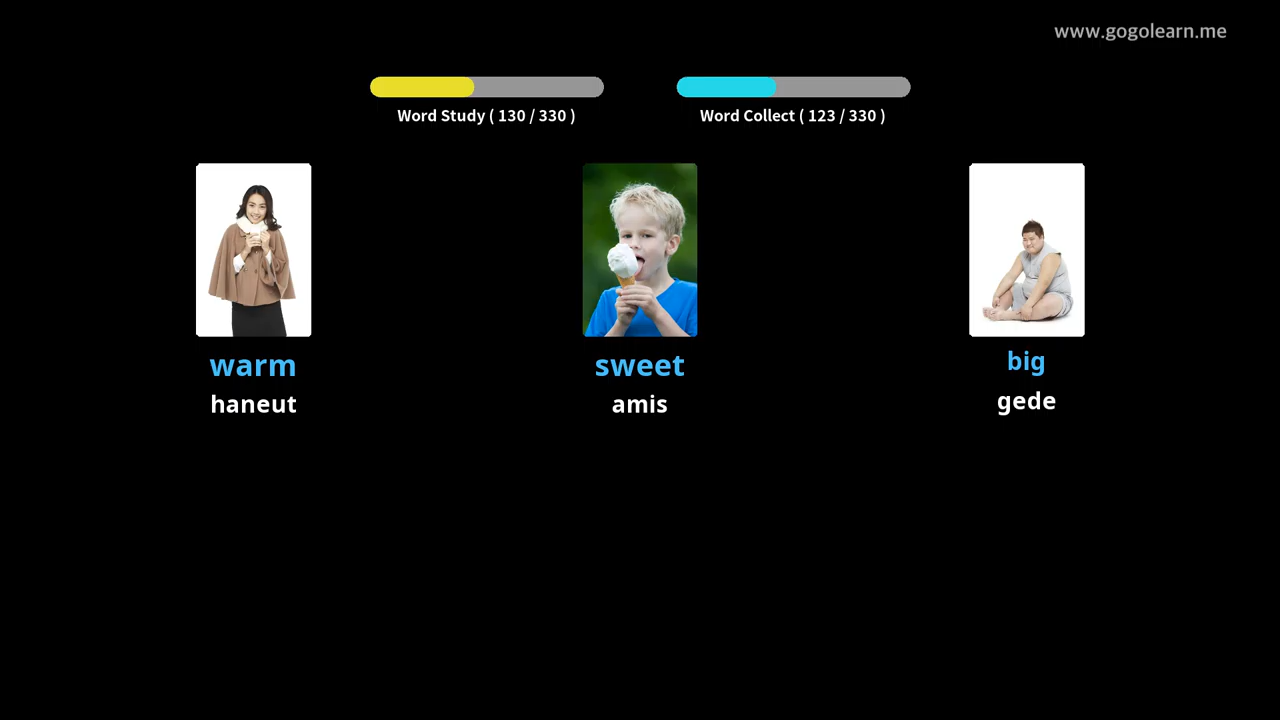 www.gogolearn.me
Word Study ( 130 / 330 )
Word Collect ( 123 / 330 )
warm
haneut
sweet
amis
big
gede